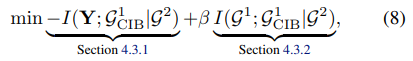 min −I(Y; 𝒢¹_CIB|𝒢²) + β I(𝒢¹; 𝒢¹_CIB|𝒢²), (8)
Section 4.3.1 Section 4.3.2